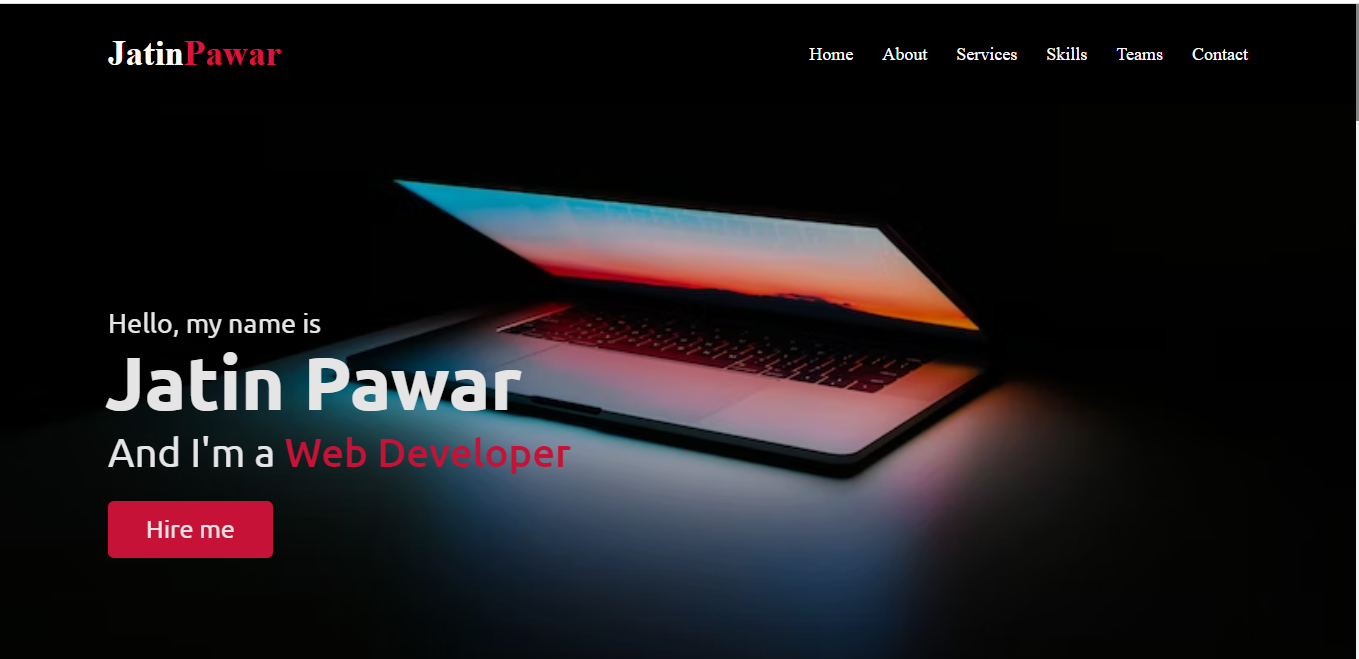 JatinPawar
Home About Services Skills Teams Contact
Hello, my name is
Jatin Pawar
And I'm a Web Developer
Hire me